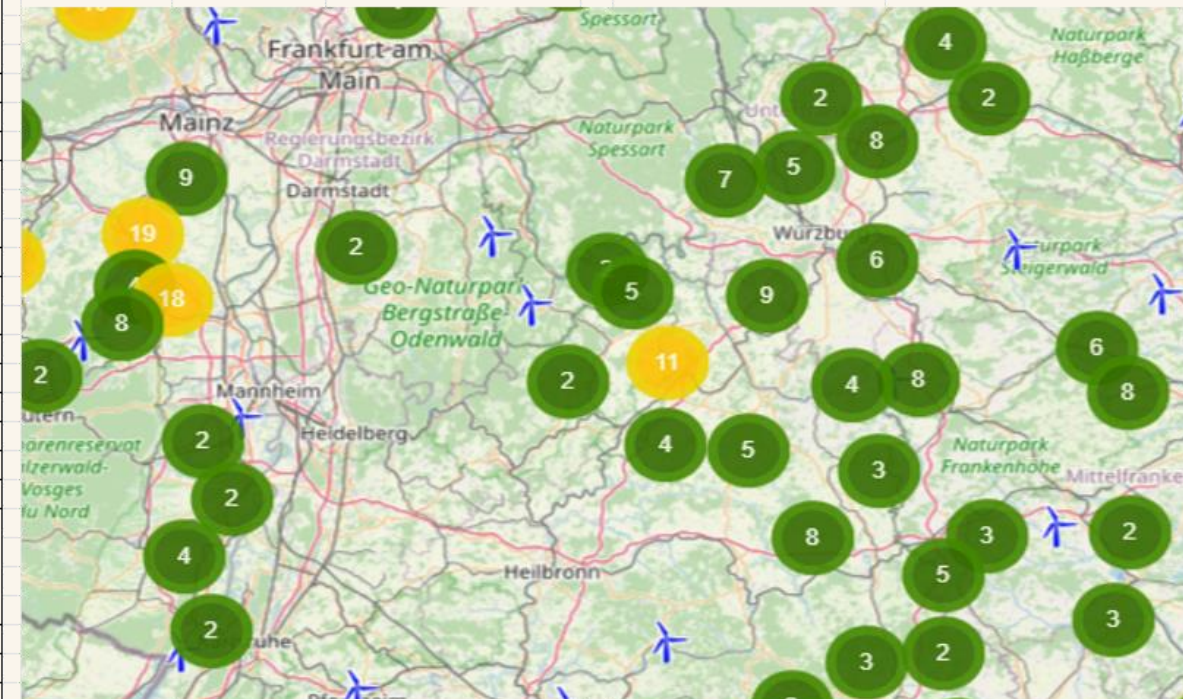 Spessart
4
Naturpark
Haßberge
Frankfurt am
Main
2
2
Mainz
Regierungsbezirk
Darmstadt
Naturpark
Spessart
8
5
7
9
Darmstadt
19
2
6
18
5
9
8
Geo-Naturpark
Bergstraße-
Odenwald
6
11
2
2
4
8
8
Mannheim
2
Heidelberg
4
5
3
Naturpark
Frankenhöhe
Vosges
du Nord
2
8
3
2
4
5
Heilbronn
3
2
3
2